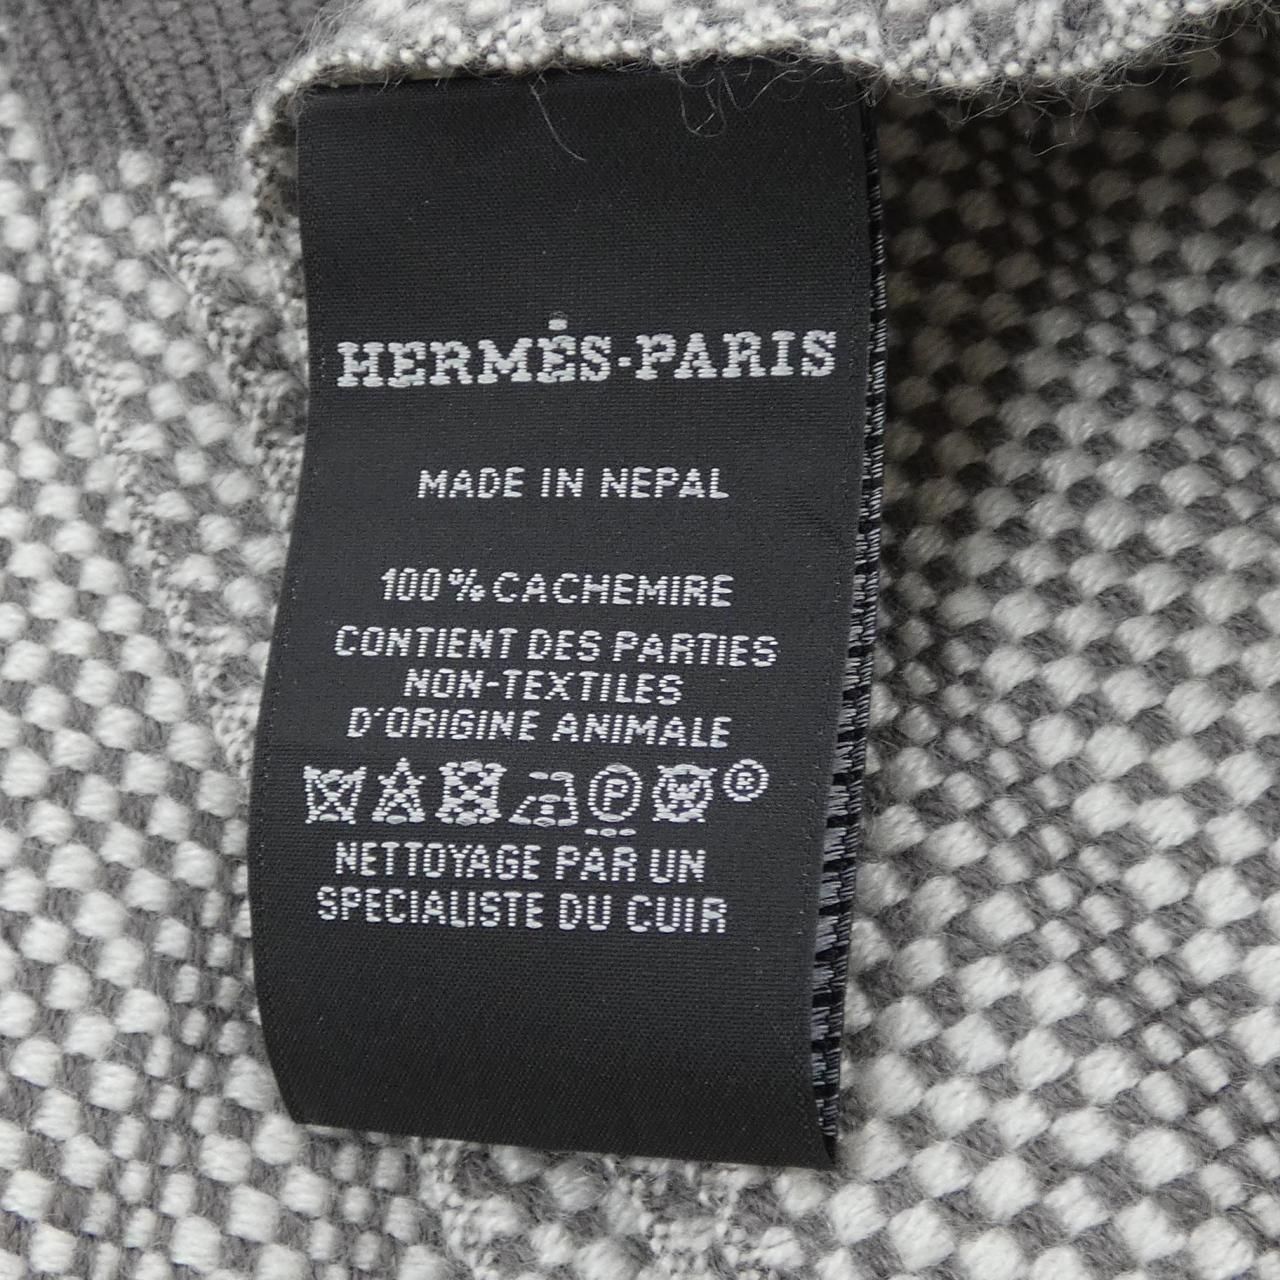 HERMÈS-PARIS
MADE IN NEPAL
100% CACHEMIRE
CONTIENT DES PARTIES
NON-TEXTILES
D'ORIGINE ANIMALE
P W ®
NETTOYAGE PAR UN
SPECIALISTE DU CUIR